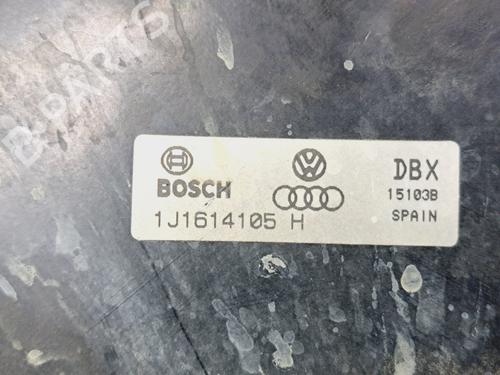 B-PARTS
BOSCH
DBX
15103B
1J1614105 H
SPAIN